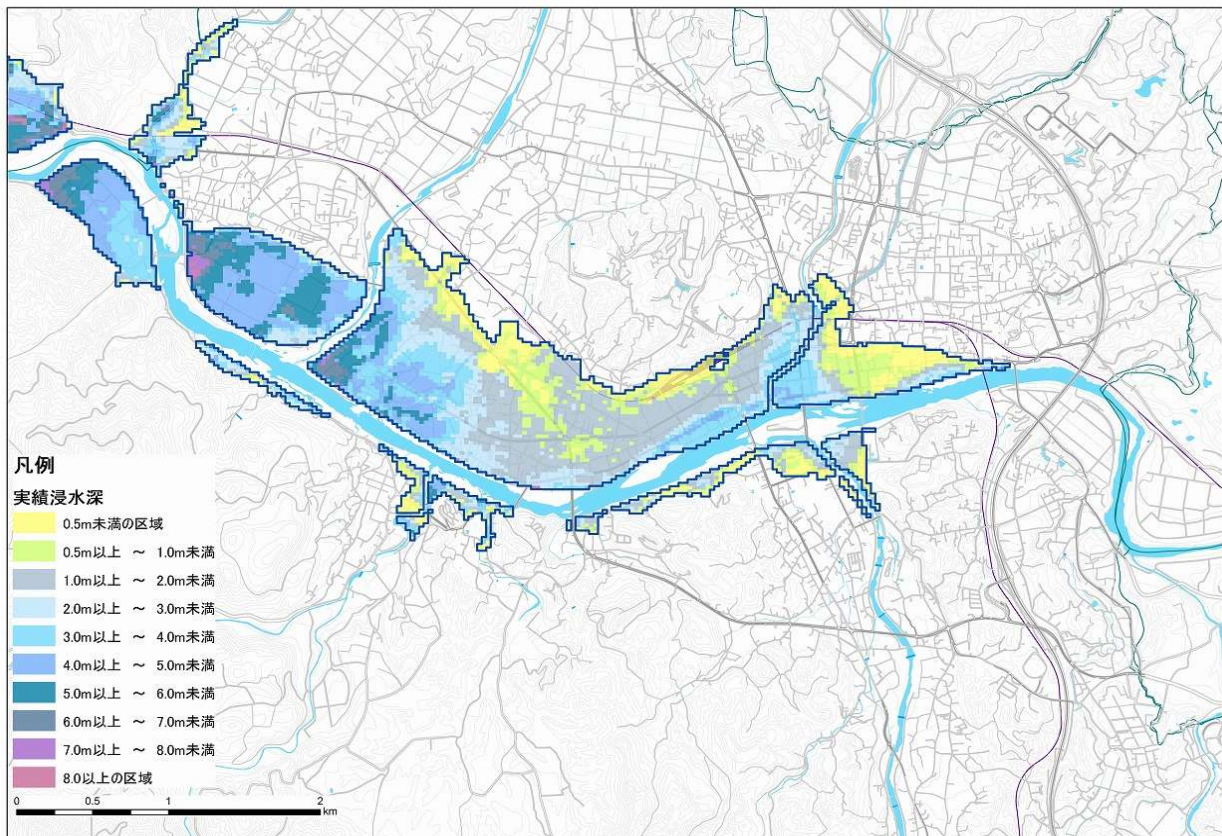 凡例
実績浸水深
0.5m未満の区域
0.5m以上 ～ 1.0m未満
1.0m以上 ～ 2.0m未満
2.0m以上 ～ 3.0m未満
3.0m以上 ～ 4.0m未満
4.0m以上 ～ 5.0m未満
5.0m以上 ～ 6.0m未満
6.0m以上 ～ 7.0m未満
7.0m以上 ～ 8.0m未満
8.0以上の区域
0 0.5 1 2
km